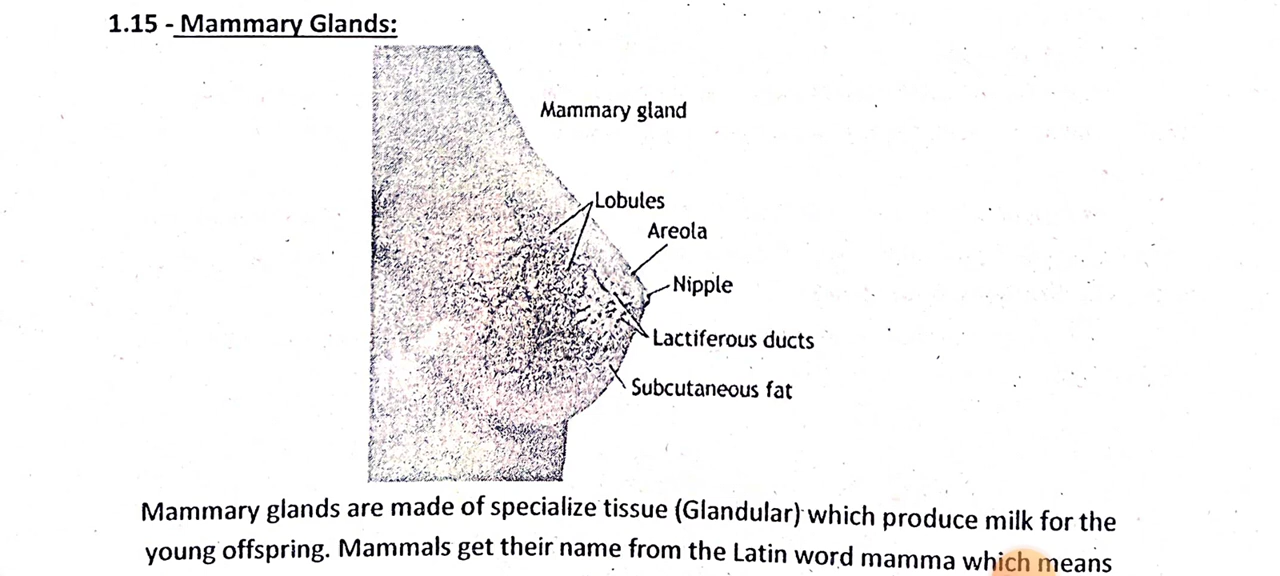 1.15 - Mammary Glands:
Mammary gland
Lobules
Areola
Nipple
Lactiferous ducts
Subcutaneous fat
Mammary glands are made of specialize tissue (Glandular) which produce milk for the
young offspring. Mammals get their name from the Latin word mamma which means